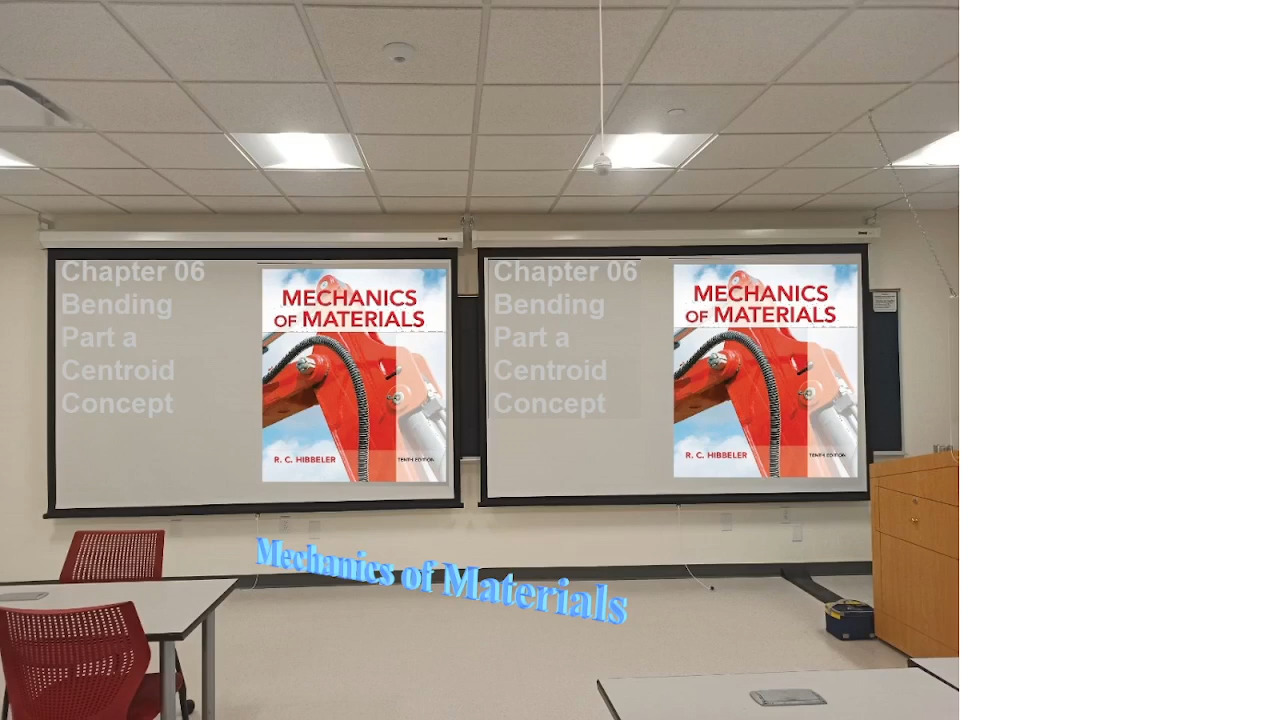 Chapter 06
Bending
Part a
Centroid
Concept
MECHANICS
OF MATERIALS
R. C. HIBBELER
TENTH EDITION
Chapter 06
Bending
Part a
Centroid
Concept
MECHANICS
OF MATERIALS
R. C. HIBBELER
TENTH EDITION
Mechanics of Materials